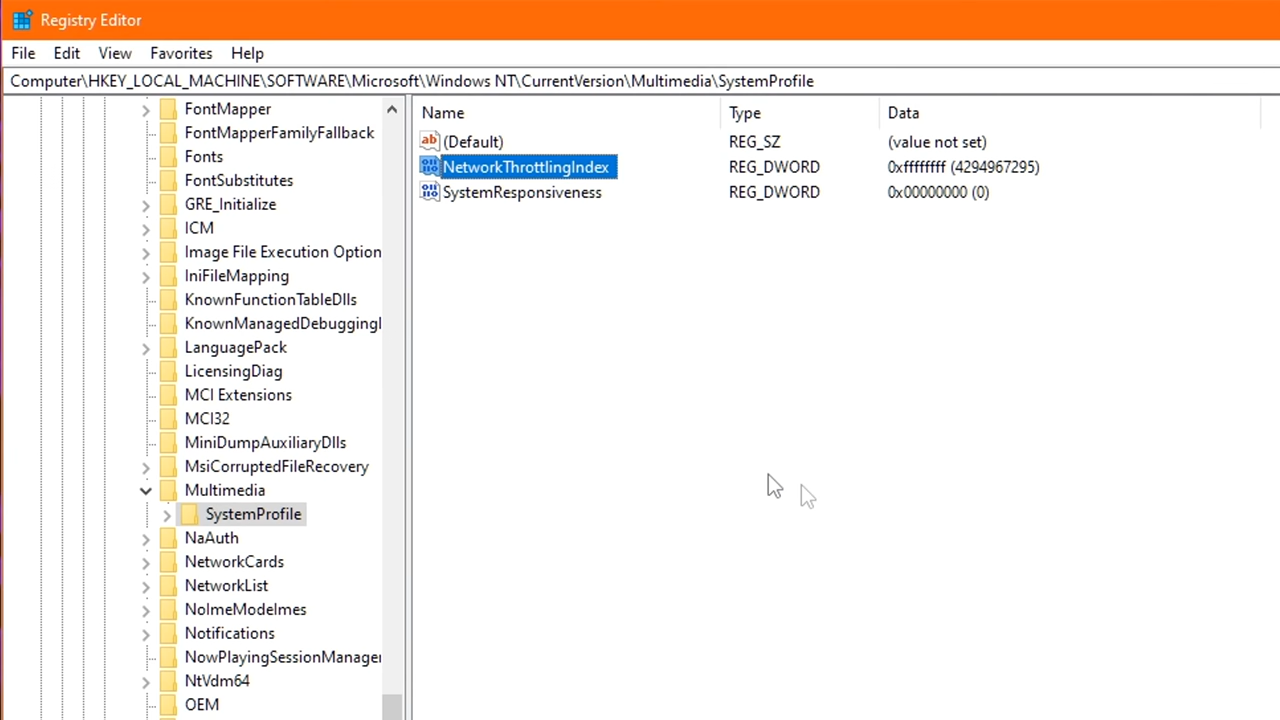 Registry Editor
File Edit View Favorites Help
Computer\HKEY_LOCAL_MACHINE\SOFTWARE\Microsoft\Windows NT\CurrentVersion\Multimedia\SystemProfile
FontMapper
FontMapperFamilyFallback
Fonts
FontSubstitutes
GRE_Initialize
ICM
Image File Execution Option
IniFileMapping
KnownFunctionTableDlls
KnownManagedDebuggingI
LanguagePack
LicensingDiag
MCI Extensions
MCI32
MiniDumpAuxiliaryDlls
MsiCorruptedFileRecovery
Multimedia
SystemProfile
NaAuth
NetworkCards
NetworkList
NoImeModeImes
Notifications
NowPlayingSessionManager
NtVdm64
OEM
Name Type Data
ab (Default) REG_SZ (value not set)
NetworkThrottlingIndex REG_DWORD 0xffffffff (4294967295)
SystemResponsiveness REG_DWORD 0x00000000 (0)